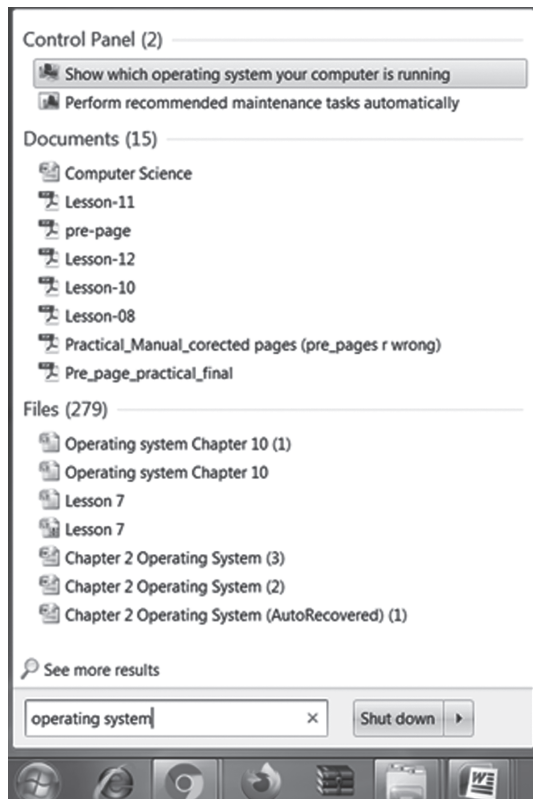 Control Panel (2)
Show which operating system your computer is running
Perform recommended maintenance tasks automatically
Documents (15)
Computer Science
Lesson-11
pre-page
Lesson-12
Lesson-10
Lesson-08
Practical_Manual_corected pages (pre_pages r wrong)
Pre_page_practical_final
Files (279)
Operating system Chapter 10 (1)
Operating system Chapter 10
Lesson 7
Lesson 7
Chapter 2 Operating System (3)
Chapter 2 Operating System (2)
Chapter 2 Operating System (AutoRecovered) (1)
See more results
operating system × Shut down
W